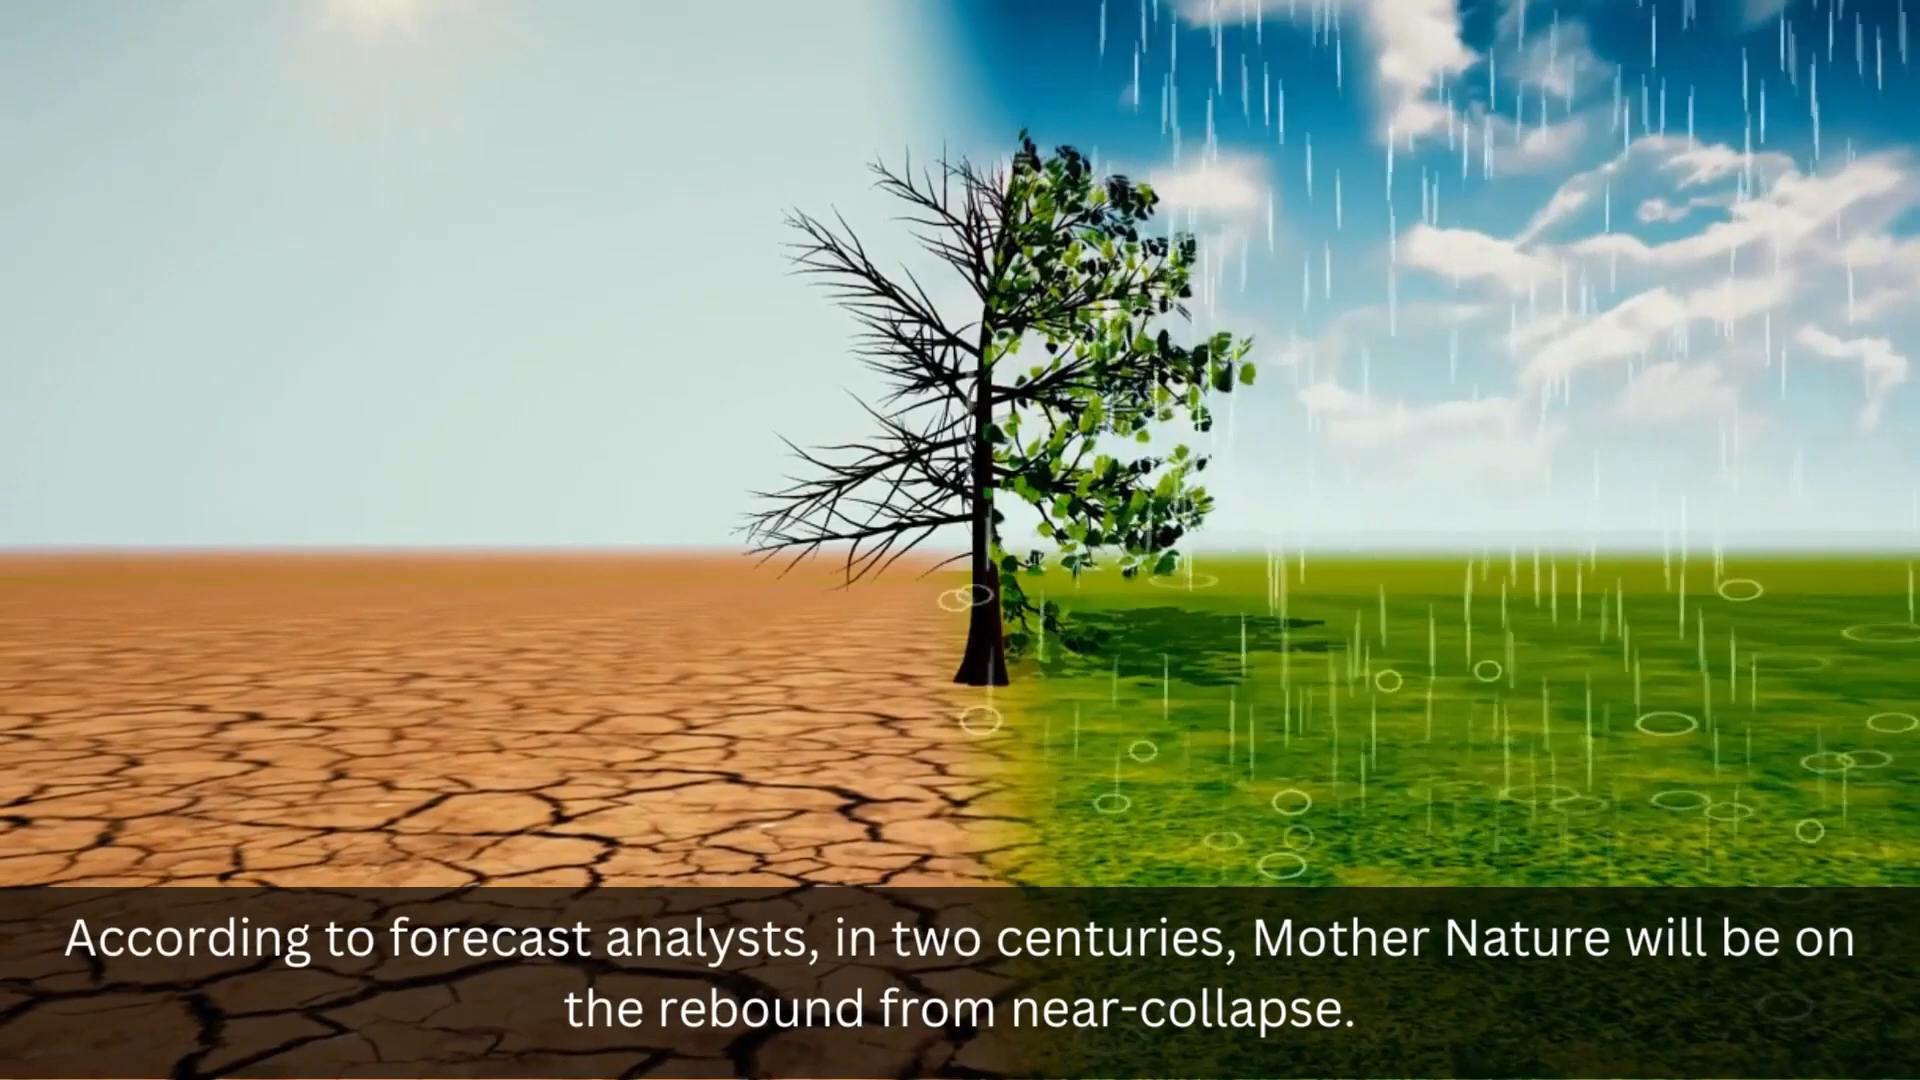 According to forecast analysts, in two centuries, Mother Nature will be on
the rebound from near-collapse.